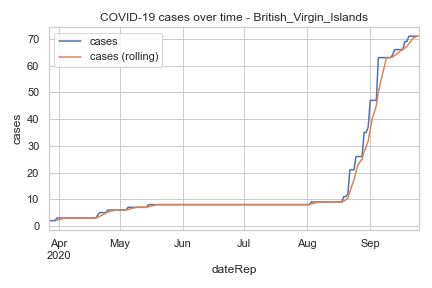 COVID-19 cases over time - British_Virgin_Islands
cases
cases (rolling)
70
60
50
40
30
20
10
0
cases
Apr
2020
May
Jun
Jul
Aug
Sep
dateRep